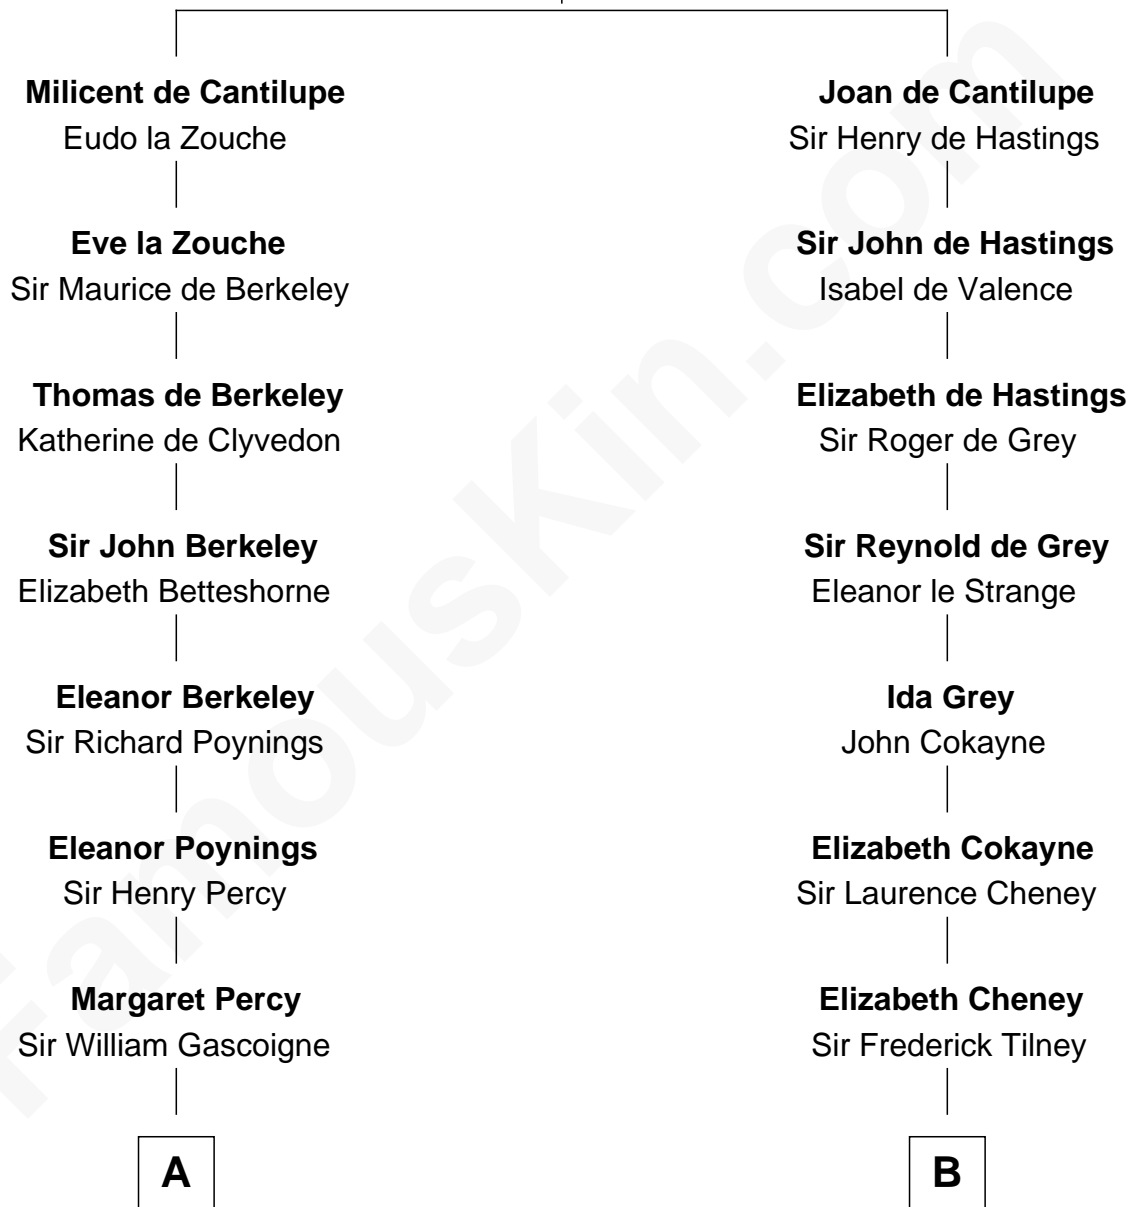 Milicent de Cantilupe
Eudo la Zouche
Eve la Zouche
Sir Maurice de Berkeley
Thomas de Berkeley
Katherine de Clyvedon
Sir John Berkeley
Elizabeth Betteshorne
Eleanor Berkeley
Sir Richard Poynings
Eleanor Poynings
Sir Henry Percy
Margaret Percy
Sir William Gascoigne
A
Joan de Cantilupe
Sir Henry de Hastings
Sir John de Hastings
Isabel de Valence
Elizabeth de Hastings
Sir Roger de Grey
Sir Reynold de Grey
Eleanor le Strange
Ida Grey
John Cokayne
Elizabeth Cokayne
Sir Laurence Cheney
Elizabeth Cheney
Sir Frederick Tilney
B
FamousKin.com